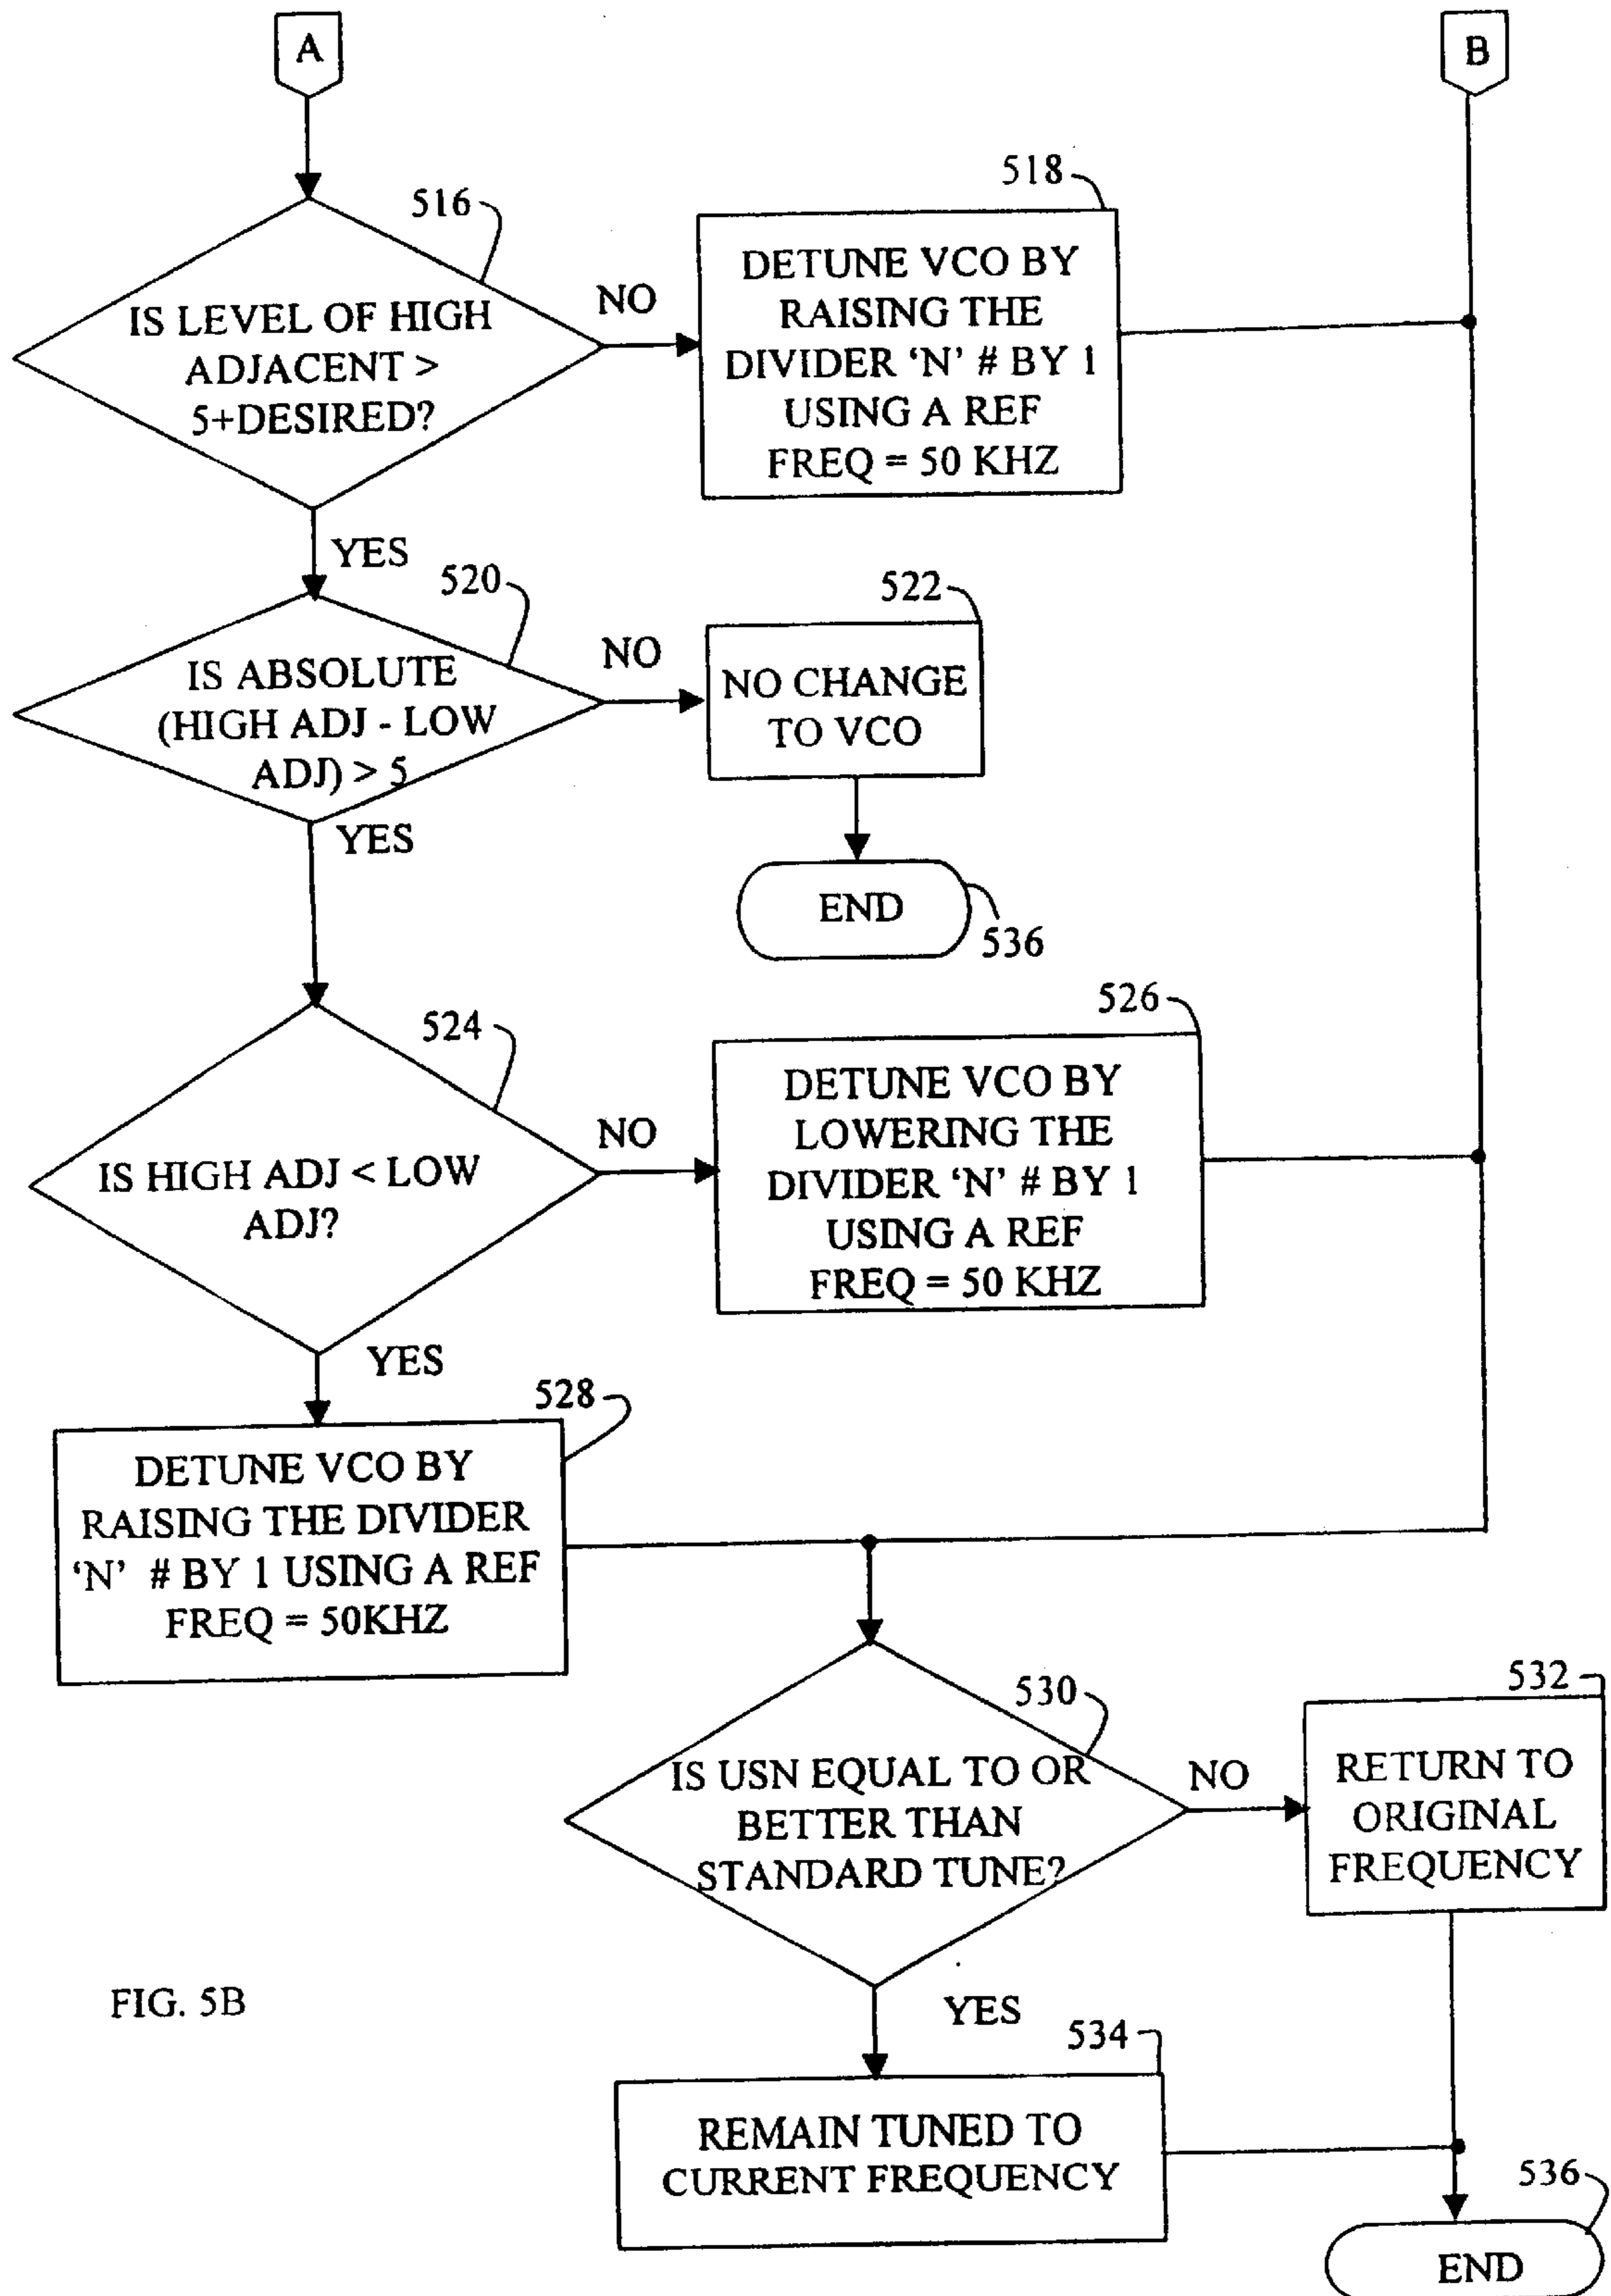 A
B
516
518
IS LEVEL OF HIGH
ADJACENT >
5+DESIRED?
NO
DETUNE VCO BY
RAISING THE
DIVIDER ‘N’ # BY 1
USING A REF
FREQ = 50 KHZ
YES
520
522
IS ABSOLUTE
(HIGH ADJ - LOW
ADJ) > 5
NO
NO CHANGE
TO VCO
YES
END
536
524
526
IS HIGH ADJ < LOW
ADJ?
NO
DETUNE VCO BY
LOWERING THE
DIVIDER ‘N’ # BY 1
USING A REF
FREQ = 50 KHZ
YES
528
DETUNE VCO BY
RAISING THE DIVIDER
‘N’ # BY 1 USING A REF
FREQ = 50KHZ
530
532
IS USN EQUAL TO OR
BETTER THAN
STANDARD TUNE?
NO
RETURN TO
ORIGINAL
FREQUENCY
FIG. 5B
YES
534
REMAIN TUNED TO
CURRENT FREQUENCY
536
END